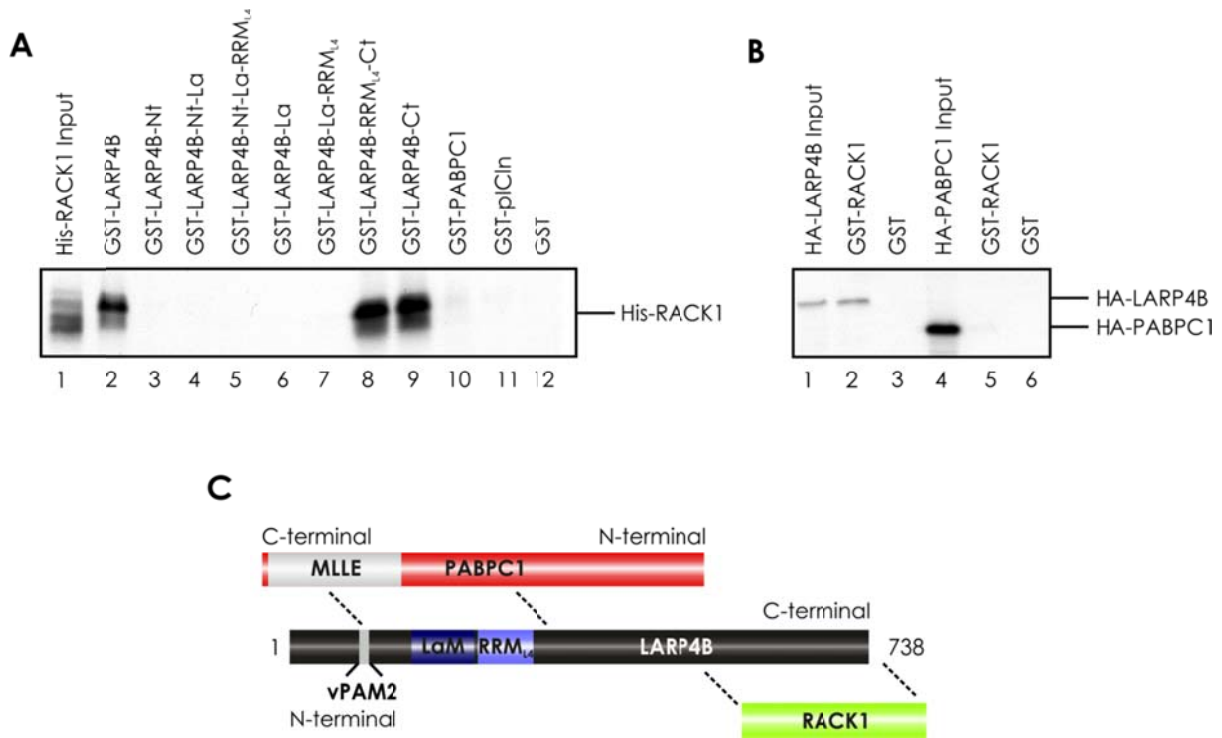 A
His-RACK1 Input
GST-LARP4B
GST-LARP4B-Nt
GST-LARP4B-Nt-La
GST-LARP4B-Nt-La-RRM_L4
GST-LARP4B-La
GST-LARP4B-La-RRM_L4
GST-LARP4B-RRM_L4-Ct
GST-LARP4B-Ct
GST-PABPC1
GST-pICln
GST
His-RACK1
1 2 3 4 5 6 7 8 9 10 11 12
B
HA-LARP4B Input
GST-RACK1
GST
HA-PABPC1 Input
GST-RACK1
GST
HA-LARP4B
HA-PABPC1
1 2 3 4 5 6
C
C-terminal N-terminal
MLLE PABPC1
C-terminal
1 LaM RRM_L4 LARP4B 738
vPAM2
N-terminal
RACK1